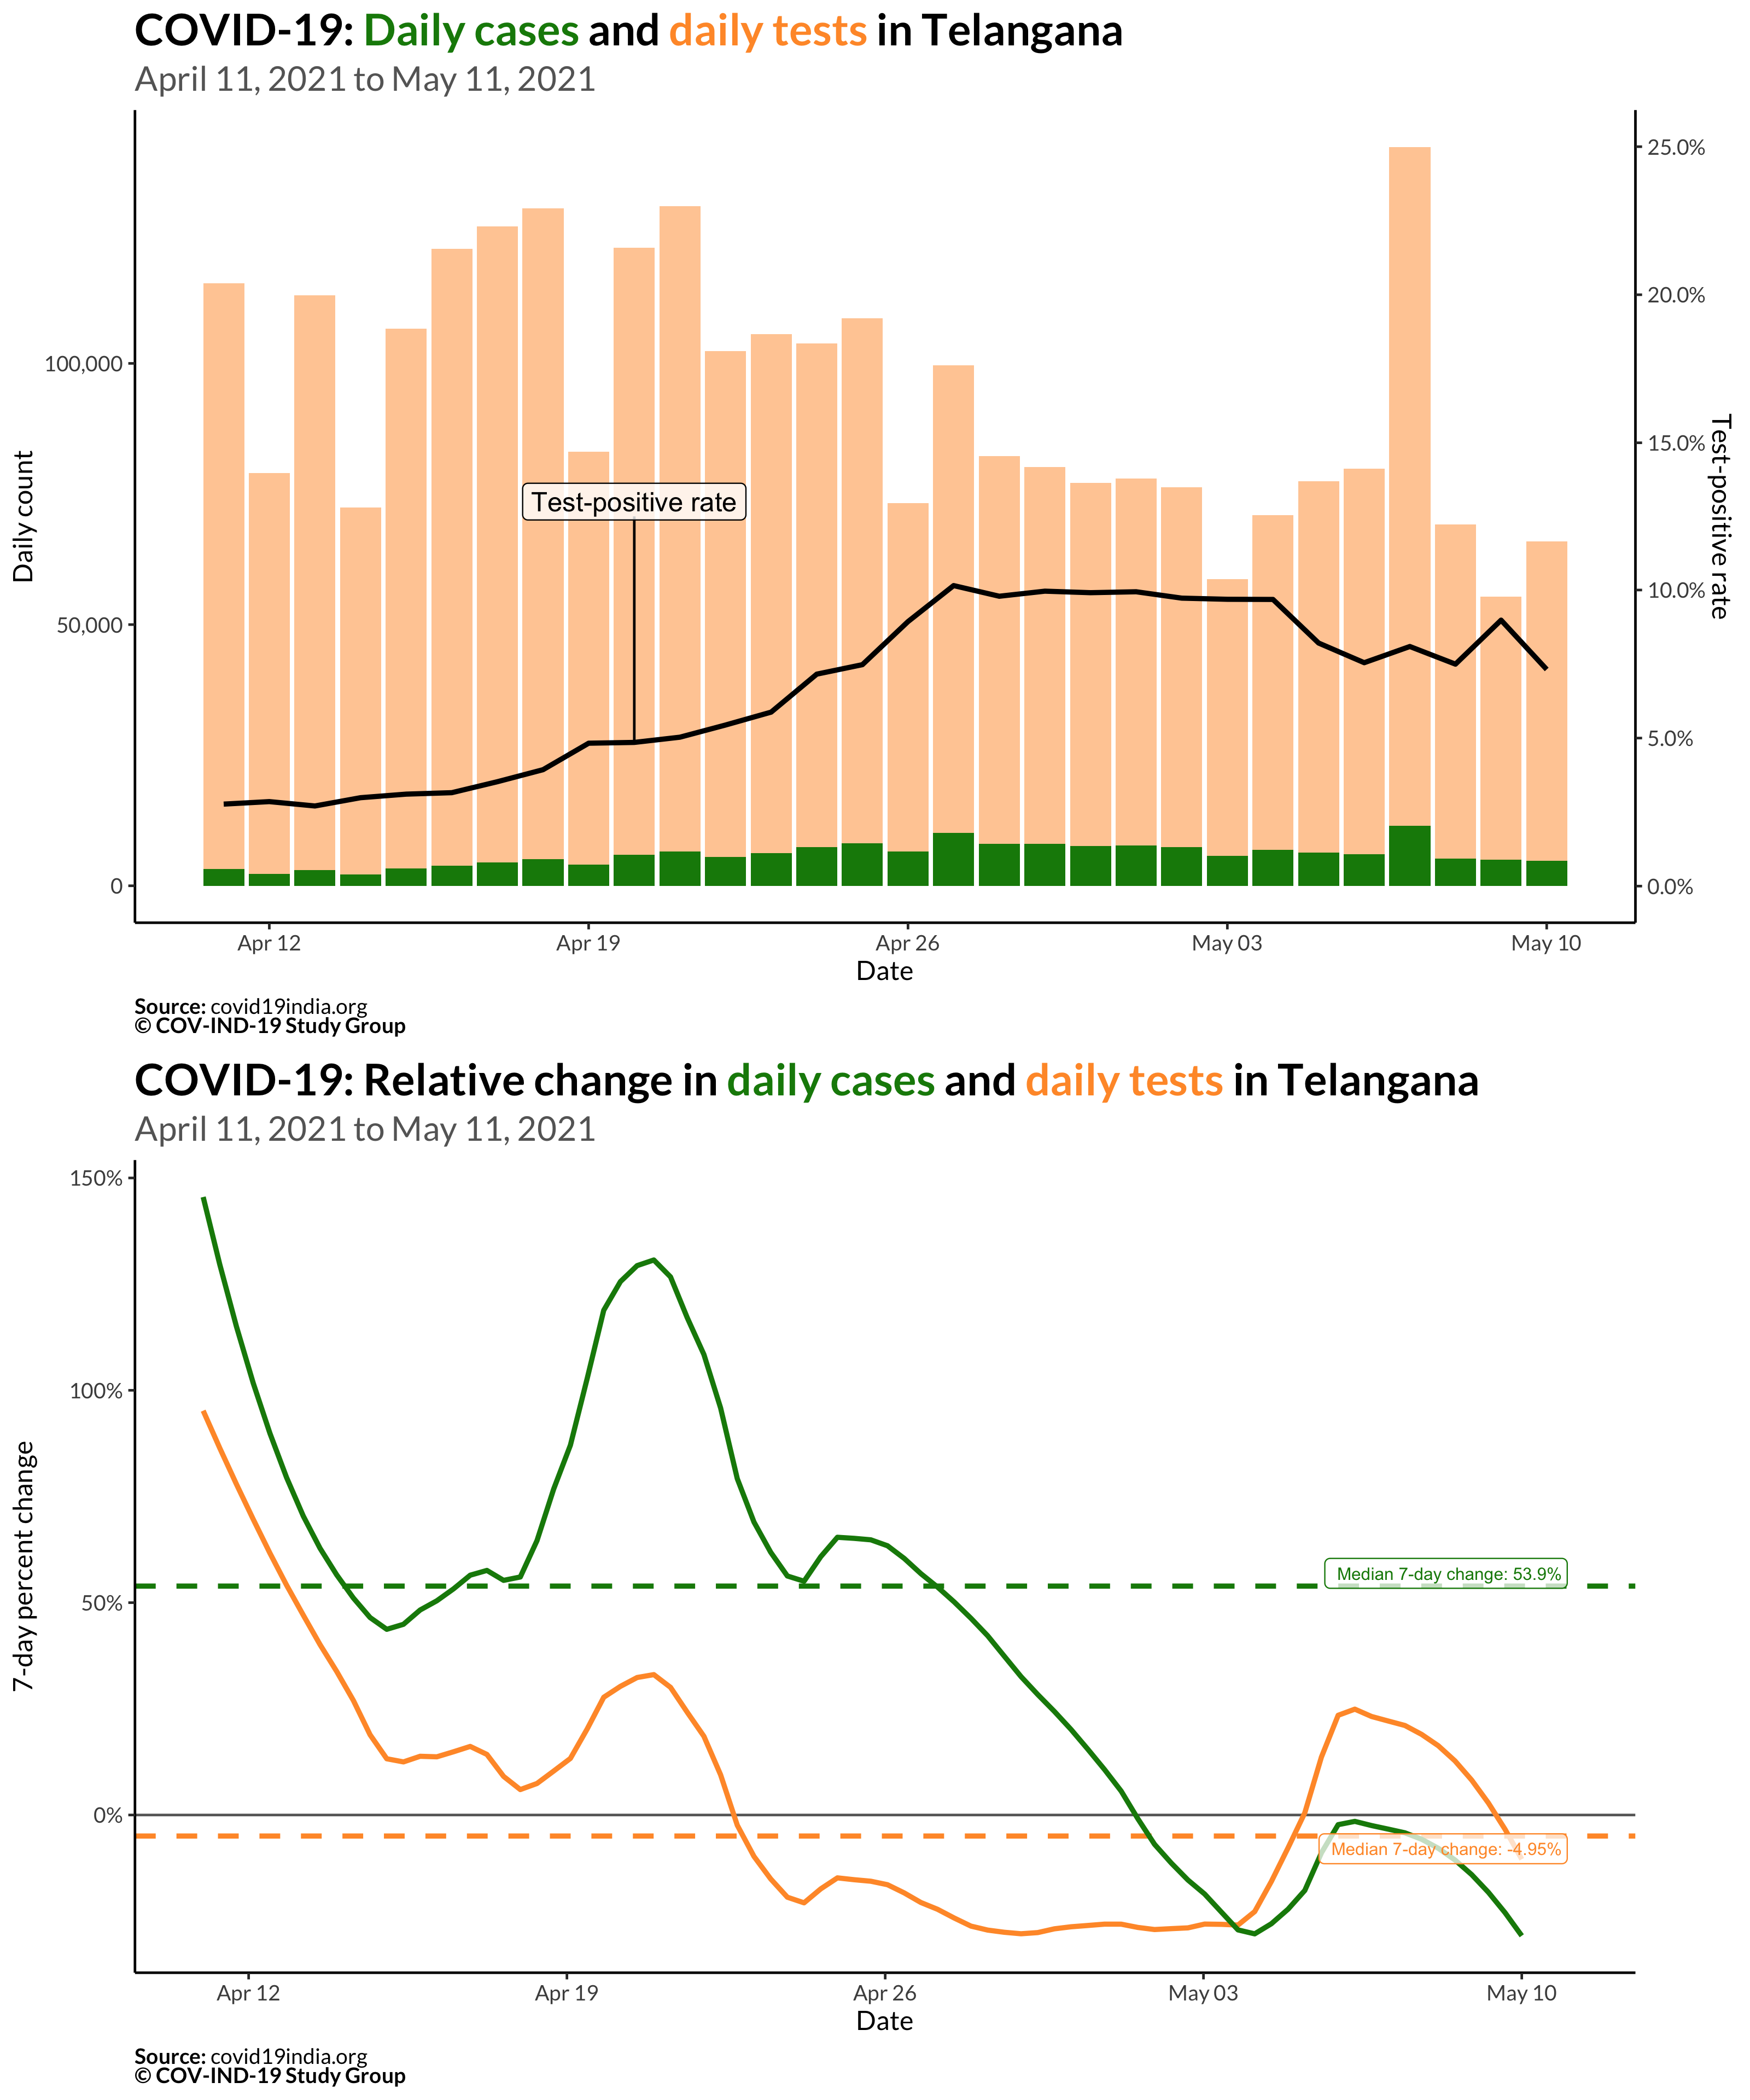 COVID-19: Daily cases and daily tests in Telangana
April 11, 2021 to May 11, 2021
Daily count
100,000
50,000
0
Test-positive rate
25.0%
20.0%
15.0%
10.0%
5.0%
0.0%
Test-positive rate
Apr 12
Apr 19
Apr 26
May 03
May 10
Date
Source: covid19india.org
© COV-IND-19 Study Group
COVID-19: Relative change in daily cases and daily tests in Telangana
April 11, 2021 to May 11, 2021
7-day percent change
150%
100%
50%
0%
Median 7-day change: 53.9%
Median 7-day change: -4.95%
Apr 12
Apr 19
Apr 26
May 03
May 10
Date
Source: covid19india.org
© COV-IND-19 Study Group